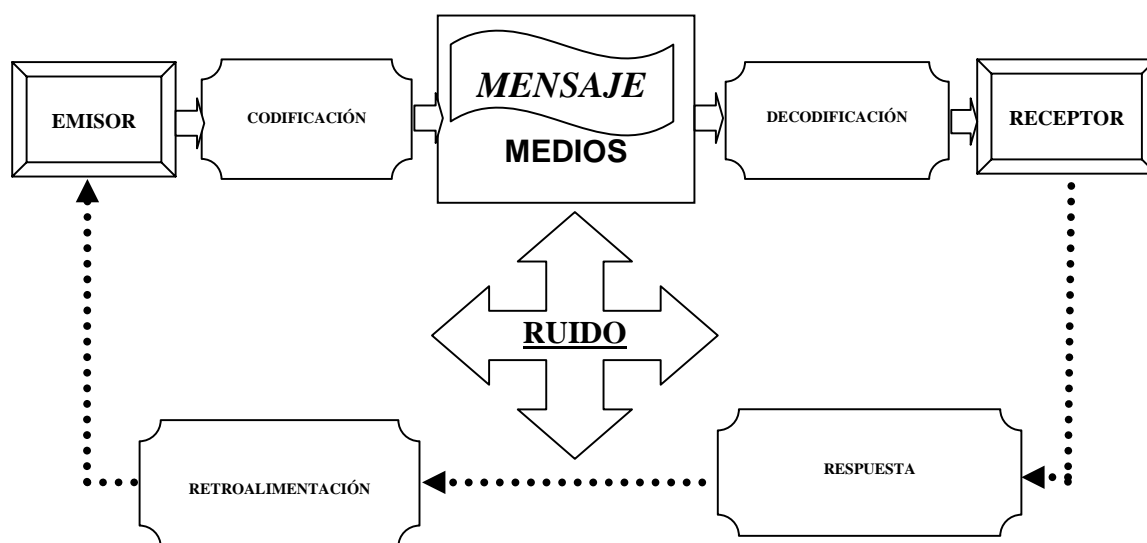 EMISOR
CODIFICACIÓN
MENSAJE
MEDIOS
DECODIFICACIÓN
RECEPTOR
RUIDO
RETROALIMENTACIÓN
RESPUESTA